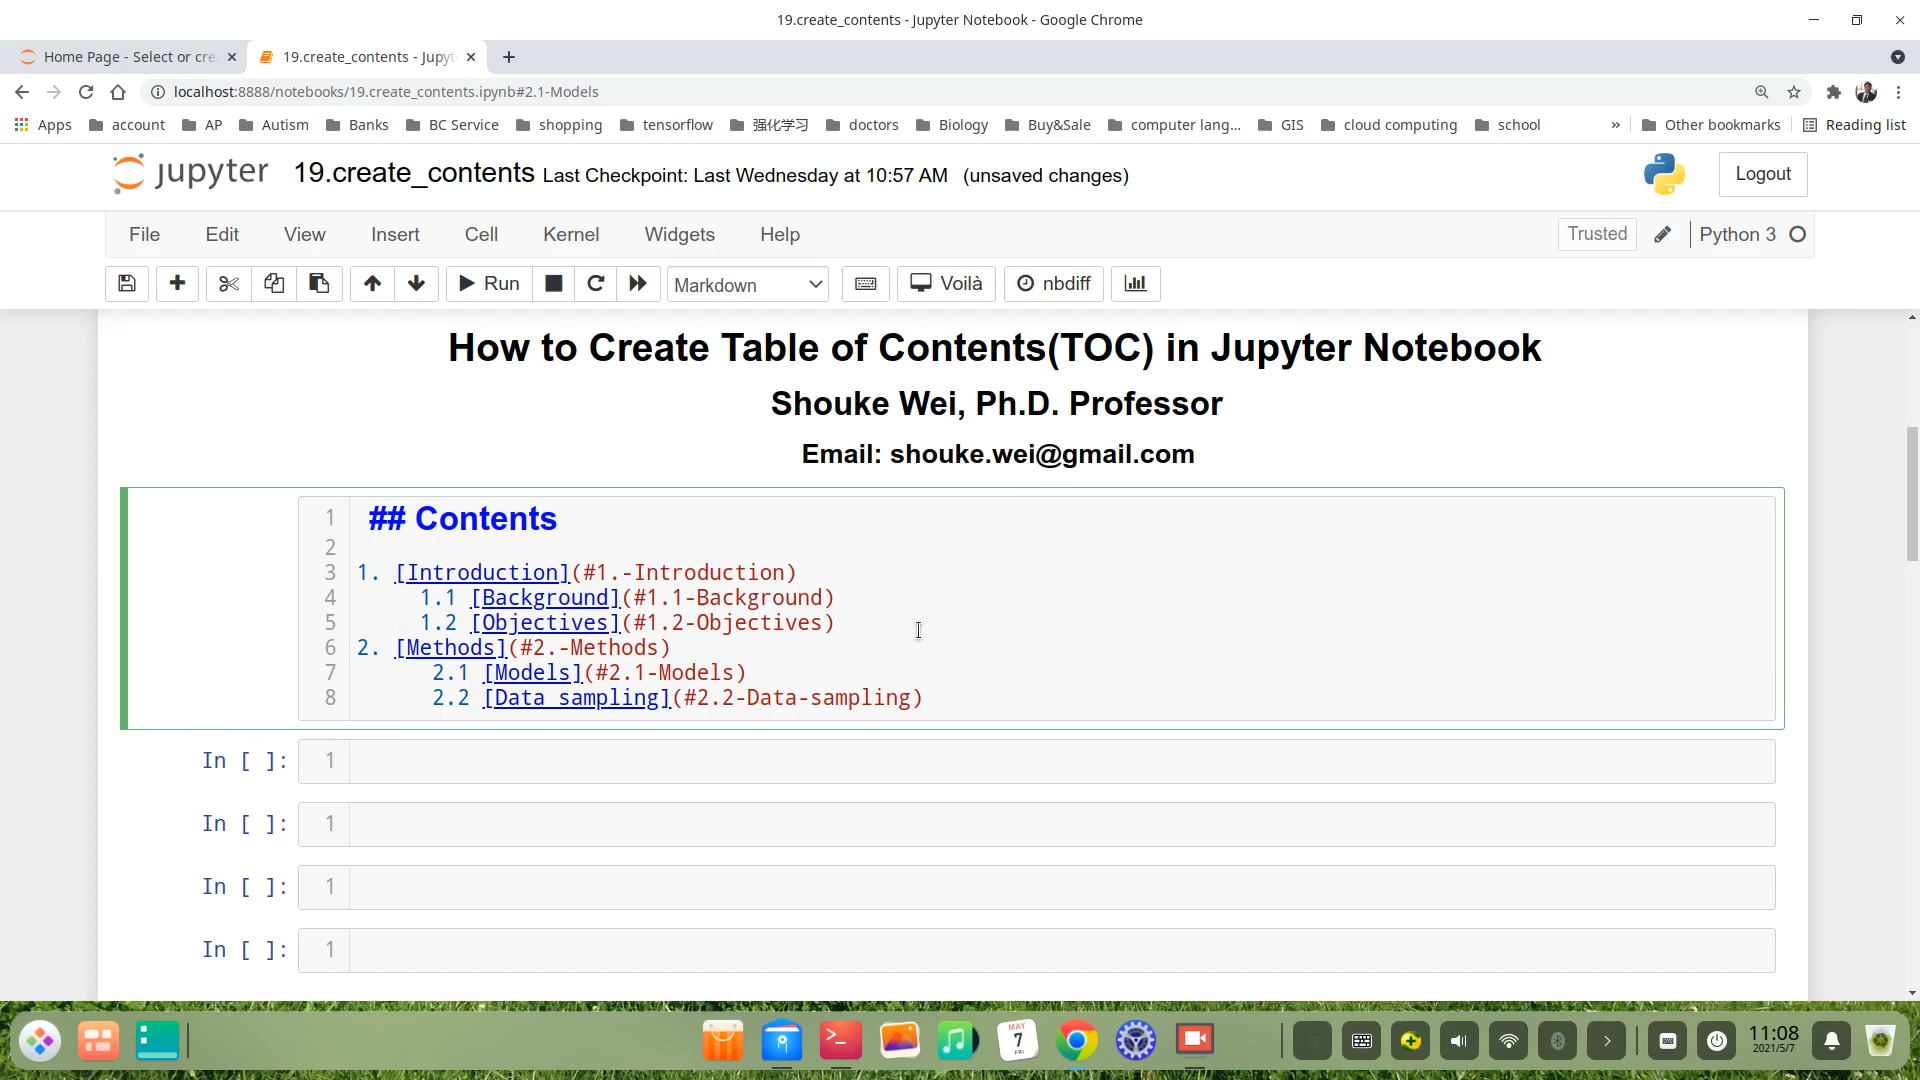 19.create_contents - Jupyter Notebook - Google Chrome
Home Page - Select or cre
19.create_contents - Jupyt
localhost:8888/notebooks/19.create_contents.ipynb#2.1-Models
Apps account AP Autism Banks BC Service shopping tensorflow 强化学习 doctors Biology Buy&Sale computer lang... GIS cloud computing school » Other bookmarks Reading list
jupyter 19.create_contents Last Checkpoint: Last Wednesday at 10:57 AM (unsaved changes) Logout
File Edit View Insert Cell Kernel Widgets Help Trusted Python 3
Run Markdown Voilà nbdiff
How to Create Table of Contents(TOC) in Jupyter Notebook
Shouke Wei, Ph.D. Professor
Email: shouke.wei@gmail.com
1 ## Contents
2
3 1. [Introduction](#1.-Introduction)
4 1.1 [Background](#1.1-Background)
5 1.2 [Objectives](#1.2-Objectives)
6 2. [Methods](#2.-Methods)
7 2.1 [Models](#2.1-Models)
8 2.2 [Data sampling](#2.2-Data-sampling)
In [ ]: 1
In [ ]: 1
In [ ]: 1
In [ ]: 1
MAY
7
FRI
11:08
2021/5/7